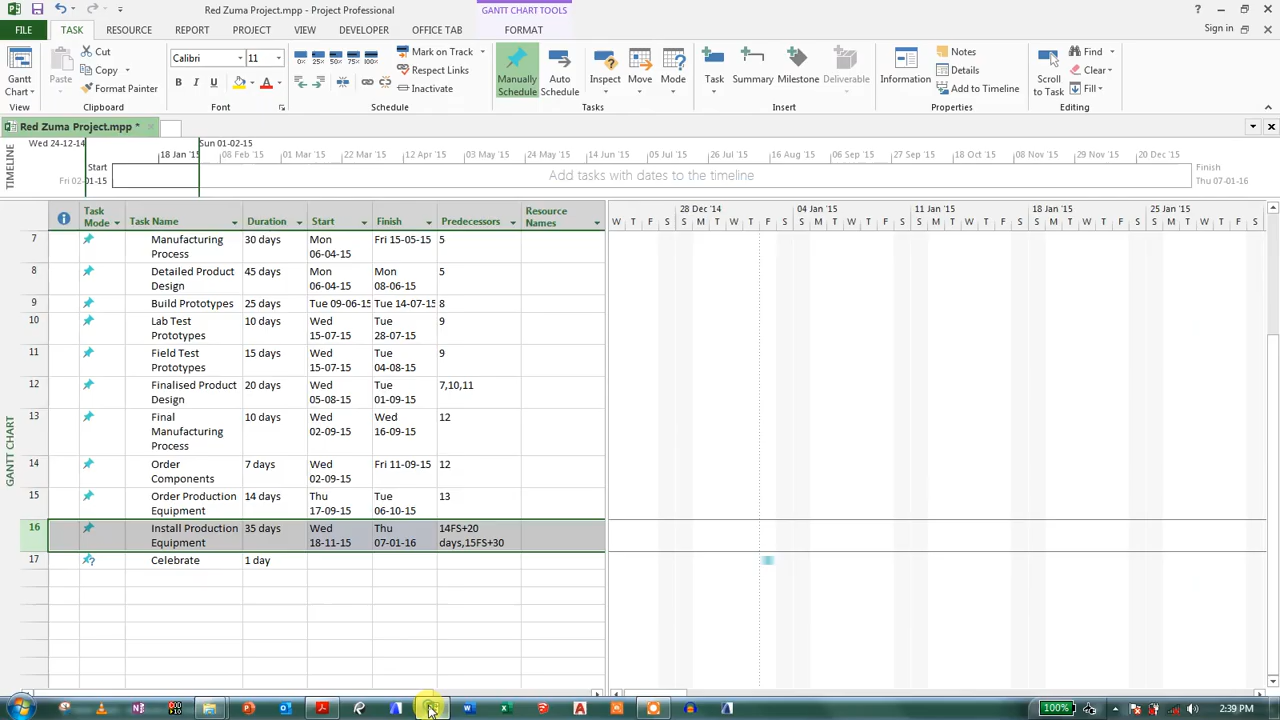 Red Zuma Project.mpp - Project Professional
GANTT CHART TOOLS
FILE TASK RESOURCE REPORT PROJECT VIEW DEVELOPER OFFICE TAB FORMAT
Sign in
Gantt Chart
View
Paste
Cut
Copy
Format Painter
Clipboard
Calibri 11
B I U A
Font
0% 25% 50% 75% 100%
Mark on Track
Respect Links
Inactivate
Schedule
Manually Schedule
Auto Schedule
Inspect
Move
Mode
Tasks
Task
Summary
Milestone
Deliverable
Insert
Information
Notes
Details
Add to Timeline
Properties
Scroll to Task
Find
Clear
Fill
Editing
Red Zuma Project.mpp *
TIMELINE
Wed 24-12-14 Sun 01-02-15
18 Jan '15 08 Feb '15 01 Mar '15 22 Mar '15 12 Apr '15 03 May '15 24 May '15 14 Jun '15 05 Jul '15 26 Jul '15 16 Aug '15 06 Sep '15 27 Sep '15 18 Oct '15 08 Nov '15 29 Nov '15 20 Dec '15
Start
Fri 02-01-15
Add tasks with dates to the timeline
Finish
Thu 07-01-16
GANTT CHART
Task Mode Task Name Duration Start Finish Predecessors Resource Names
28 Dec '14 04 Jan '15 11 Jan '15 18 Jan '15 25 Jan '15
W T F S S M T W T F S S M T W T F S S M T W T F S S M T W T F S S M T W T F S
7 Manufacturing Process 30 days Mon 06-04-15 Fri 15-05-15 5
8 Detailed Product Design 45 days Mon 06-04-15 Mon 08-06-15 5
9 Build Prototypes 25 days Tue 09-06-15 Tue 14-07-15 8
10 Lab Test Prototypes 10 days Wed 15-07-15 Tue 28-07-15 9
11 Field Test Prototypes 15 days Wed 15-07-15 Tue 04-08-15 9
12 Finalised Product Design 20 days Wed 05-08-15 Tue 01-09-15 7,10,11
13 Final Manufacturing Process 10 days Wed 02-09-15 Wed 16-09-15 12
14 Order Components 7 days Wed 02-09-15 Fri 11-09-15 12
15 Order Production Equipment 14 days Thu 17-09-15 Tue 06-10-15 13
16 Install Production Equipment 35 days Wed 18-11-15 Thu 07-01-16 14FS+20 days,15FS+30
17 Celebrate 1 day
100%
2:39 PM